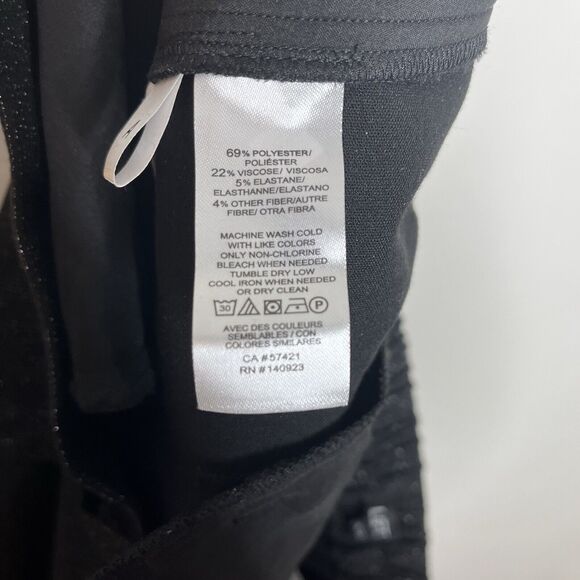 69% POLYESTER/
POLIÉSTER
22% VISCOSE/ VISCOSA
5% ELASTANE/
ELASTHANNE/ELASTANO
4% OTHER FIBER/AUTRE
FIBRE/ OTRA FIBRA
MACHINE WASH COLD
WITH LIKE COLORS
ONLY NON-CHLORINE
BLEACH WHEN NEEDED
TUMBLE DRY LOW
COOL IRON WHEN NEEDED
OR DRY CLEAN
30 P
AVEC DES COULEURS
SEMBLABLES / CON
COLORES SIMILARES
CA #57421
RN #140923